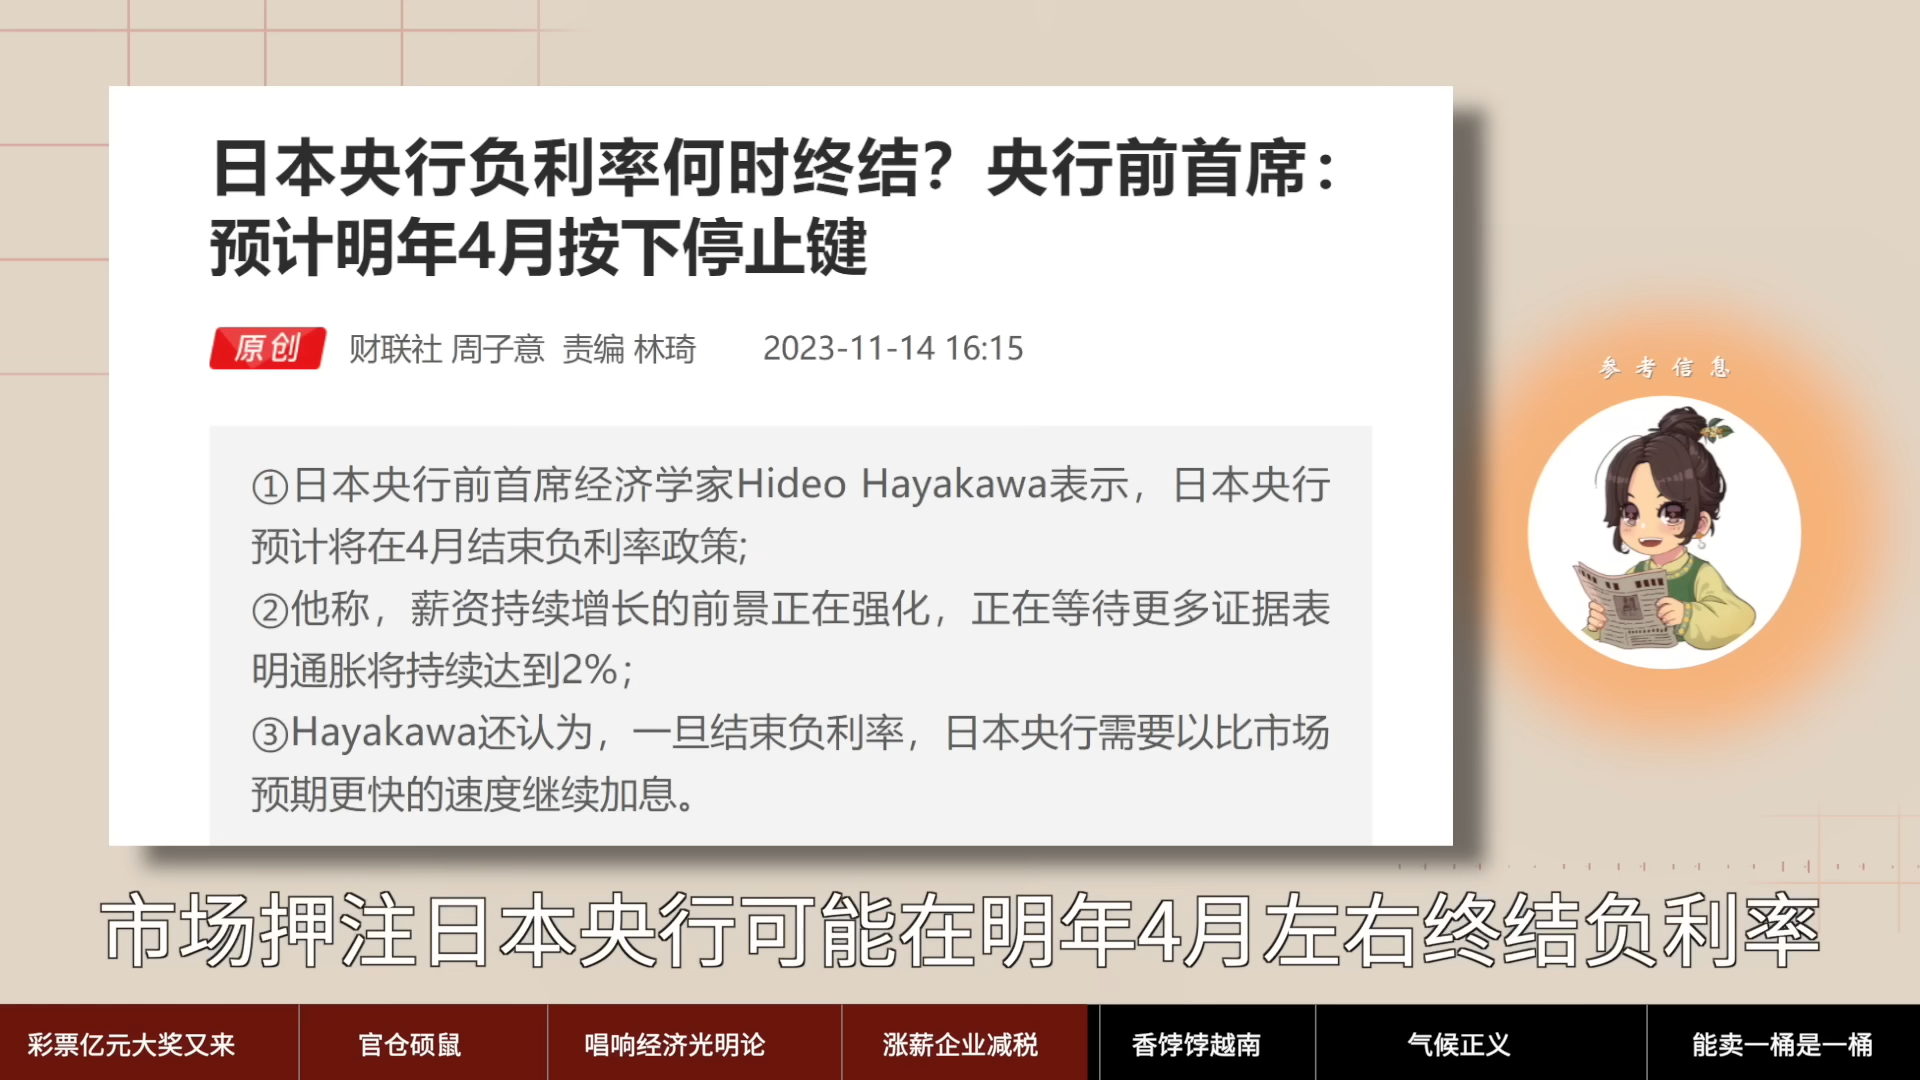 日本央行负利率何时终结？央行前首席：
预计明年4月按下停止键
原创 财联社 周子意 责编 林琦 2023-11-14 16:15
参考信息
①日本央行前首席经济学家Hideo Hayakawa表示，日本央行
预计将在4月结束负利率政策;
②他称，薪资持续增长的前景正在强化，正在等待更多证据表
明通胀将持续达到2%；
③Hayakawa还认为，一旦结束负利率，日本央行需要以比市场
预期更快的速度继续加息。
市场押注日本央行可能在明年4月左右终结负利率
彩票亿元大奖又来 官仓硕鼠 唱响经济光明论 涨薪企业减税 香饽饽越南 气候正义 能卖一桶是一桶